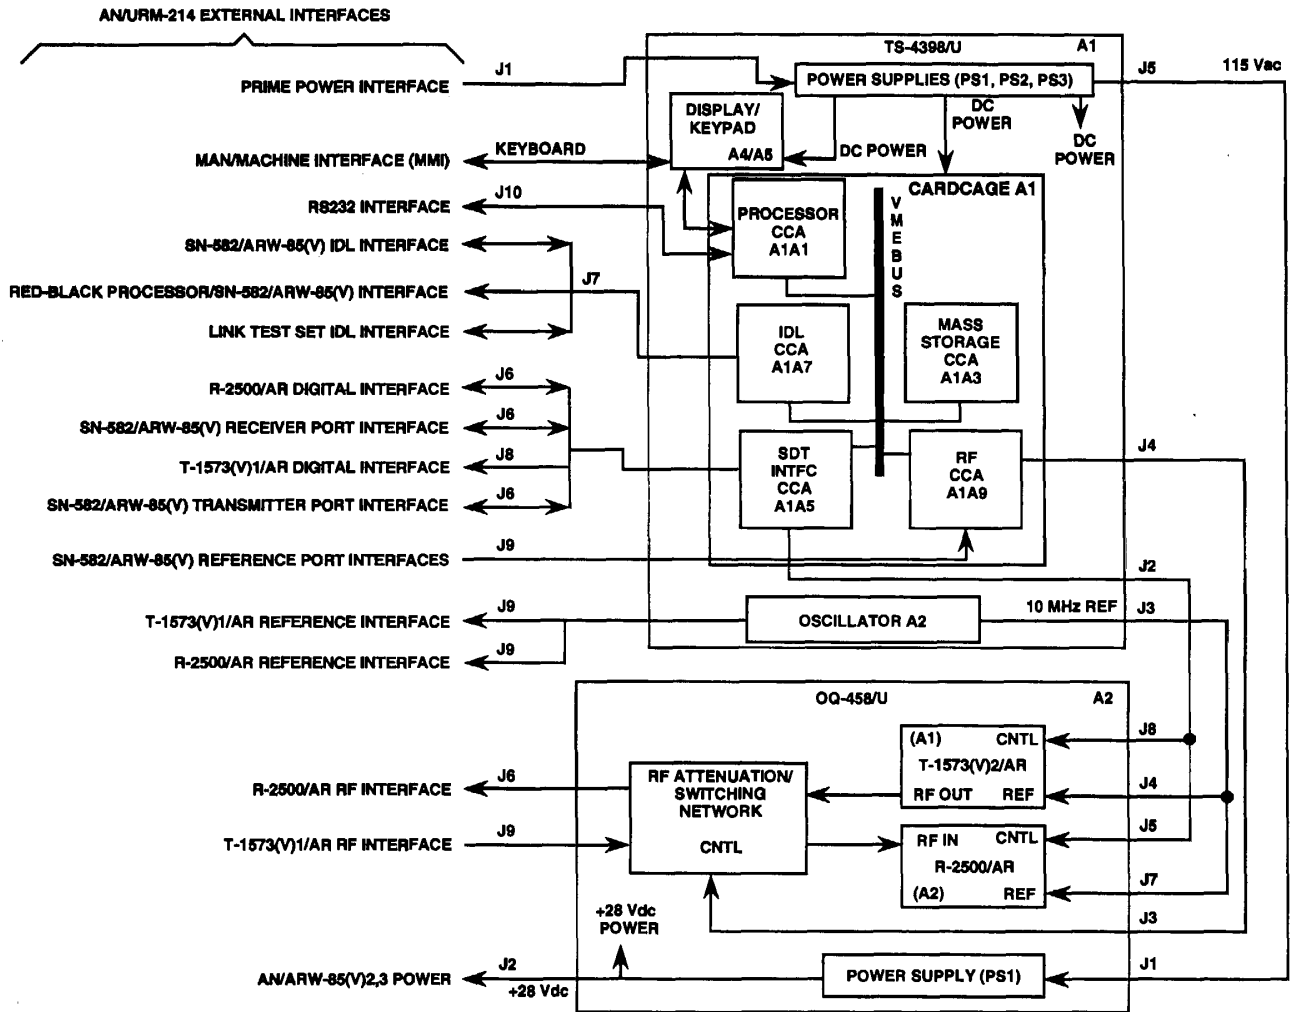 AN/URM-214 EXTERNAL INTERFACES
TS-4398/U
A1
J1
PRIME POWER INTERFACE
POWER SUPPLIES (PS1, PS2, PS3)
J5
115 Vac
DISPLAY/
KEYPAD
A4/A5
DC
POWER
DC POWER
DC
POWER
KEYBOARD
MAN/MACHINE INTERFACE (MMI)
CARDCAGE A1
J10
RS232 INTERFACE
PROCESSOR
CCA
A1A1
VMEBUS
SN-582/ARW-85(V) IDL INTERFACE
J7
RED-BLACK PROCESSOR/SN-582/ARW-85(V) INTERFACE
LINK TEST SET IDL INTERFACE
IDL
CCA
A1A7
MASS
STORAGE
CCA
A1A3
J6
R-2500/AR DIGITAL INTERFACE
J6
SN-582/ARW-85(V) RECEIVER PORT INTERFACE
J8
T-1573(V)1/AR DIGITAL INTERFACE
J6
SN-582/ARW-85(V) TRANSMITTER PORT INTERFACE
SDT
INTFC
CCA
A1A5
RF
CCA
A1A9
J4
J9
SN-582/ARW-85(V) REFERENCE PORT INTERFACES
J2
J9
T-1573(V)1/AR REFERENCE INTERFACE
OSCILLATOR A2
10 MHz REF
J3
J9
R-2500/AR REFERENCE INTERFACE
OQ-458/U
A2
(A1)
CNTL
T-1573(V)2/AR
RF OUT
REF
J8
J4
J6
R-2500/AR RF INTERFACE
RF ATTENUATION/
SWITCHING
NETWORK
CNTL
J9
T-1573(V)1/AR RF INTERFACE
RF IN
CNTL
R-2500/AR
(A2)
REF
J5
J7
J3
+28 Vdc
POWER
J2
AN/ARW-85(V)2,3 POWER
+28 Vdc
POWER SUPPLY (PS1)
J1